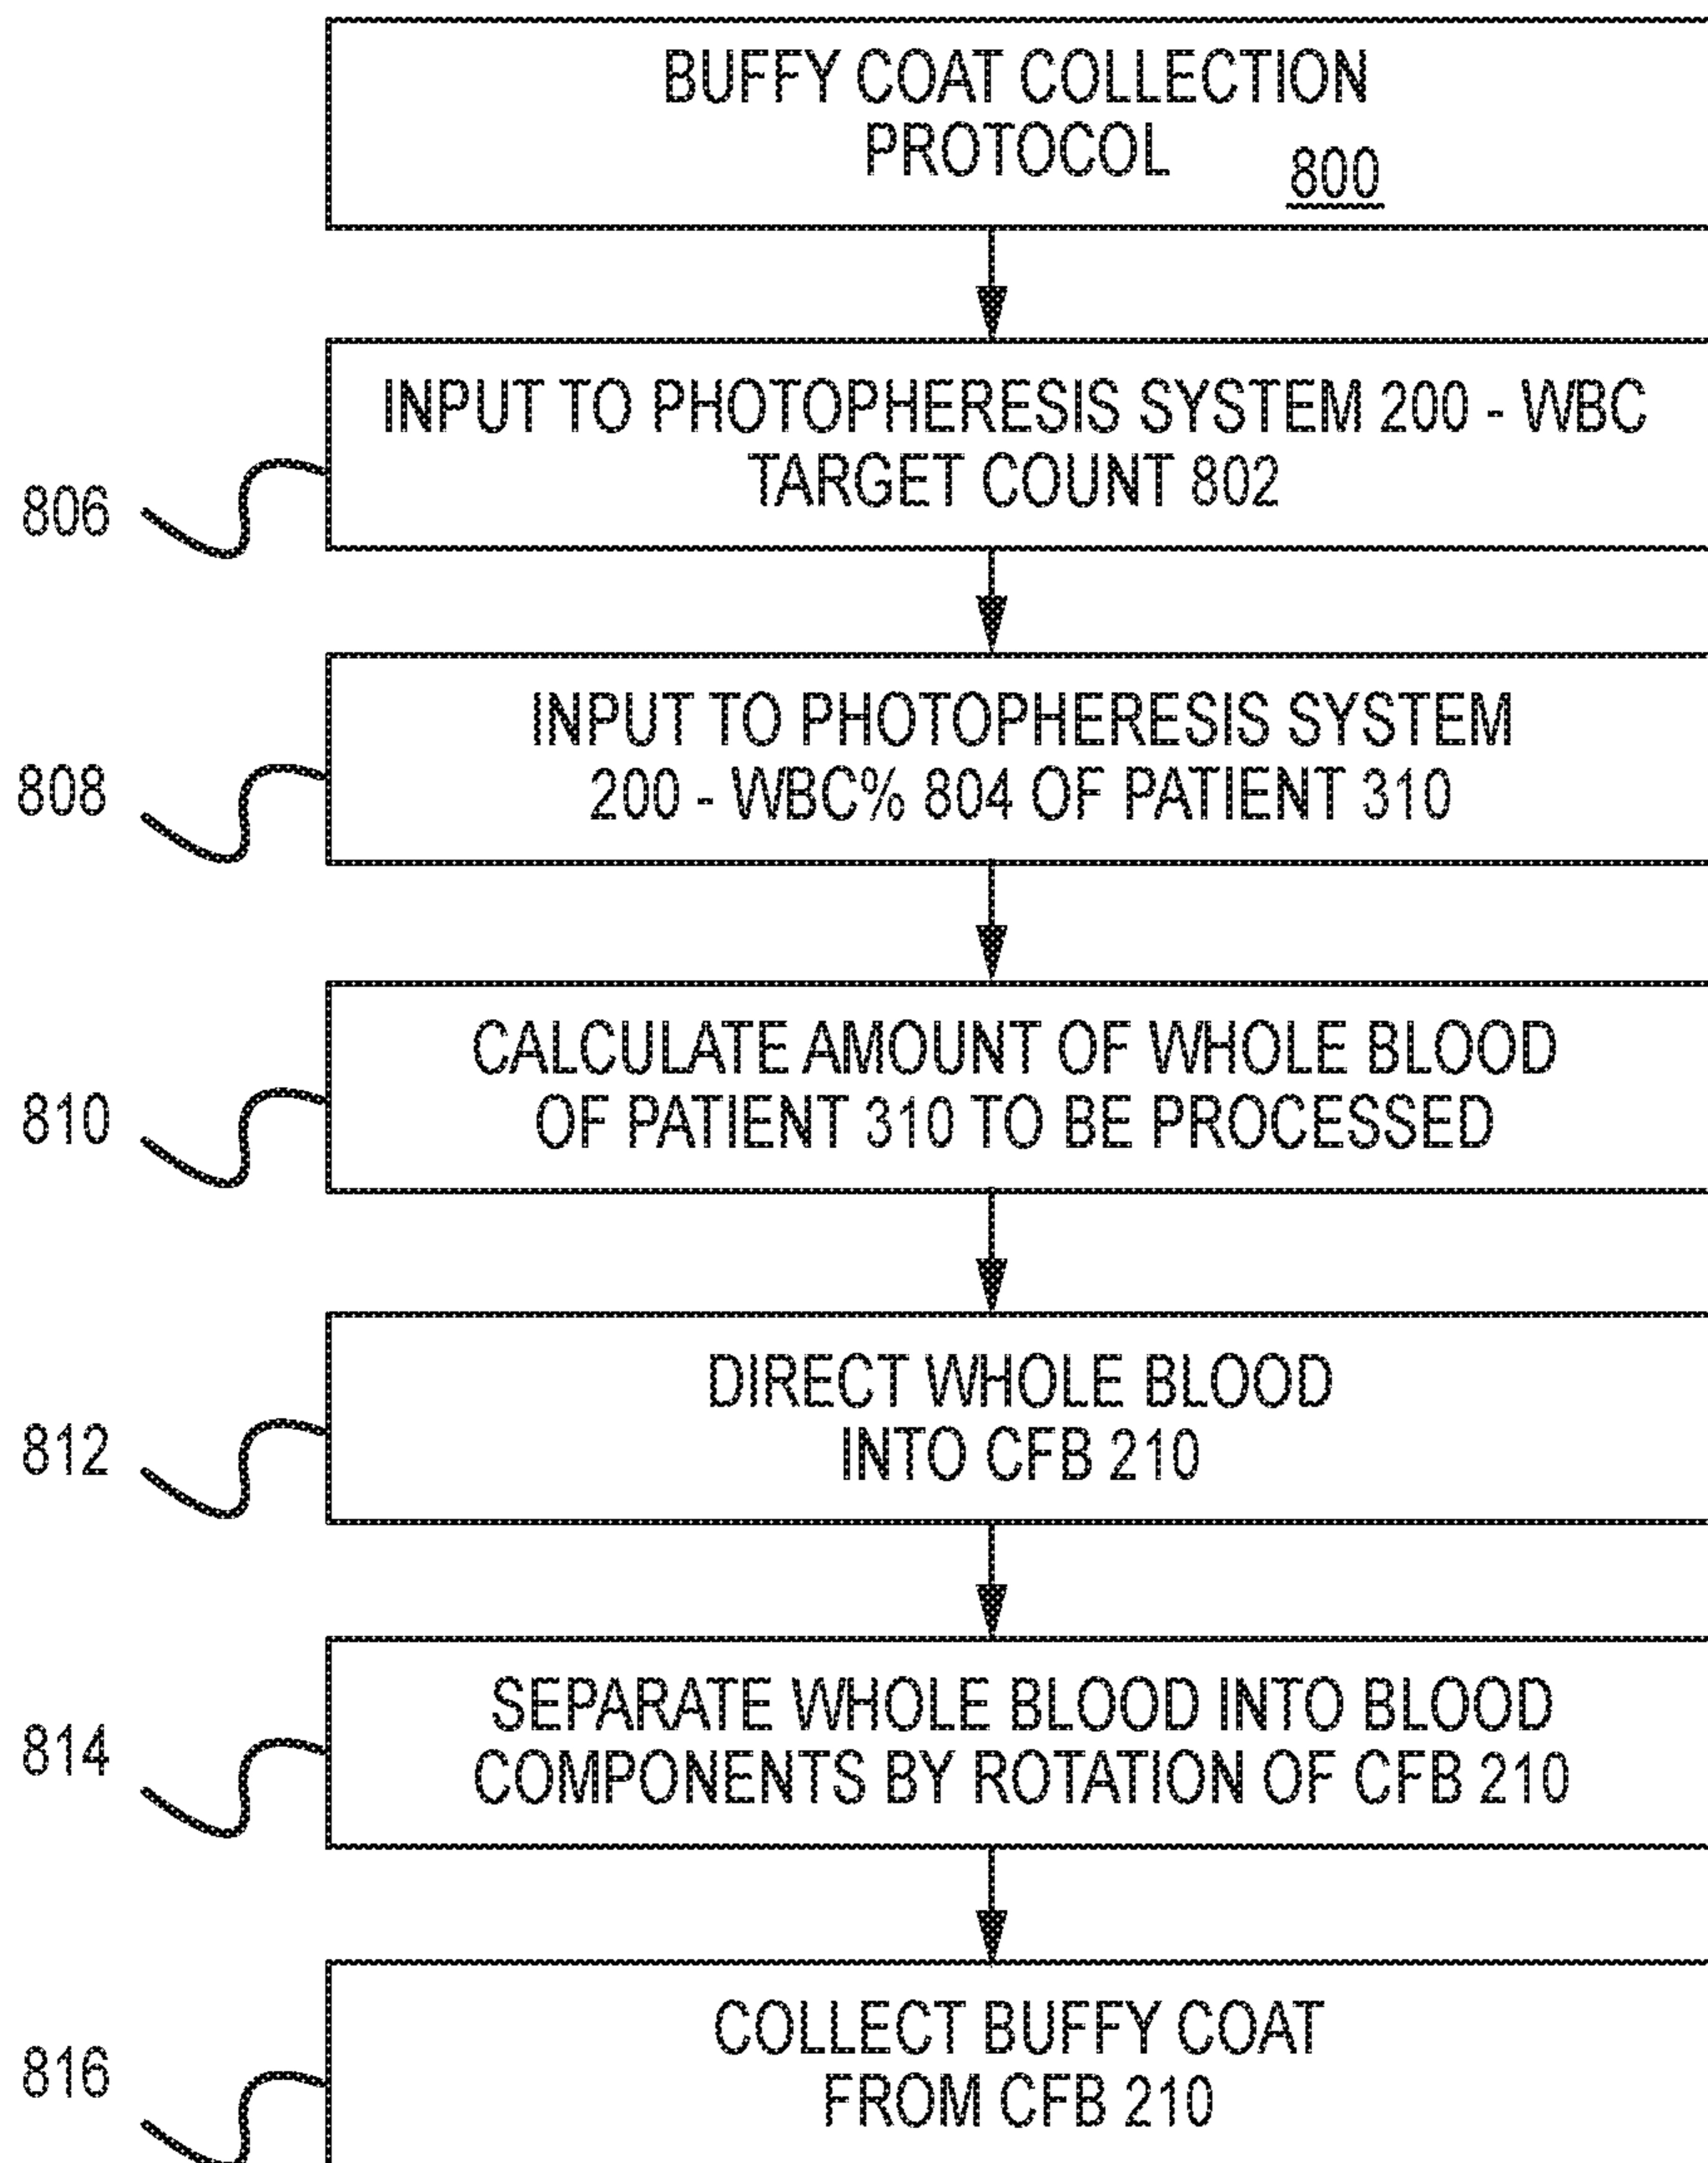 BUFFY COAT COLLECTION
PROTOCOL 800
INPUT TO PHOTOPHERESIS SYSTEM 200 - WBC
TARGET COUNT 802
806
INPUT TO PHOTOPHERESIS SYSTEM
200 - WBC% 804 OF PATIENT 310
808
CALCULATE AMOUNT OF WHOLE BLOOD
OF PATIENT 310 TO BE PROCESSED
810
DIRECT WHOLE BLOOD
INTO CFB 210
812
SEPARATE WHOLE BLOOD INTO BLOOD
COMPONENTS BY ROTATION OF CFB 210
814
COLLECT BUFFY COAT
FROM CFB 210
816